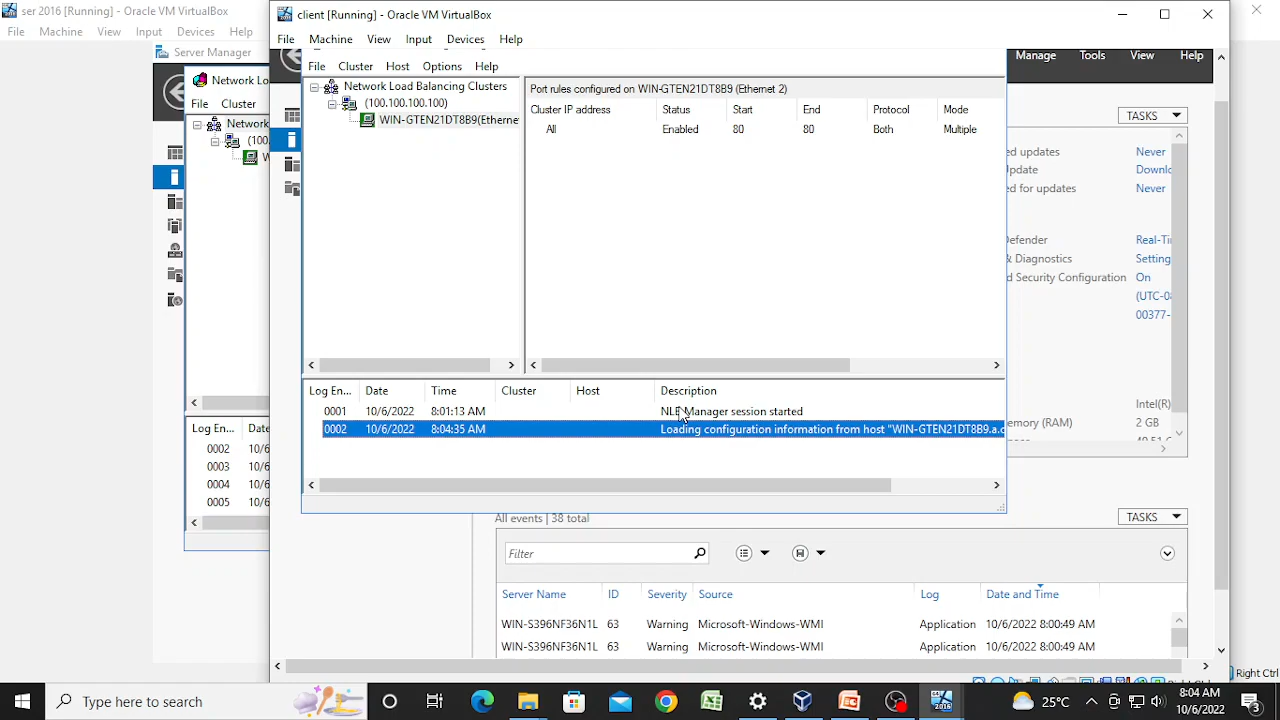 ser 2016 [Running] - Oracle VM VirtualBox
File Machine View Input Devices Help
Server Manager
Network Lo
File Cluster
Network
(100.
W
Log En... Date
0002 10/6
0003 10/6
0004 10/6
0005 10/6
client [Running] - Oracle VM VirtualBox
File Machine View Input Devices Help
Manage Tools View Help
File Cluster Host Options Help
Network Load Balancing Clusters
(100.100.100.100)
WIN-GTEN21DT8B9(Etherne
Port rules configured on WIN-GTEN21DT8B9 (Ethernet 2)
Cluster IP address Status Start End Protocol Mode
All Enabled 80 80 Both Multiple
Log En... Date Time Cluster Host Description
0001 10/6/2022 8:01:13 AM NLB Manager session started
0002 10/6/2022 8:04:35 AM Loading configuration information from host "WIN-GTEN21DT8B9.a.c
TASKS
ed updates Never
Update Downlo
ed for updates Never
Defender Real-Ti
& Diagnostics Setting
d Security Configuration On
(UTC-08
00377-
Intel(R)
emory (RAM) 2 GB
All events | 38 total
TASKS
Filter
Server Name ID Severity Source Log Date and Time
WIN-S396NF36N1L 63 Warning Microsoft-Windows-WMI Application 10/6/2022 8:00:49 AM
WIN-S396NF36N1L 63 Warning Microsoft-Windows-WMI Application 10/6/2022 8:00:49 AM
Right Ctrl
Type here to search
2016
25°C
8:04 AM
10/6/2022